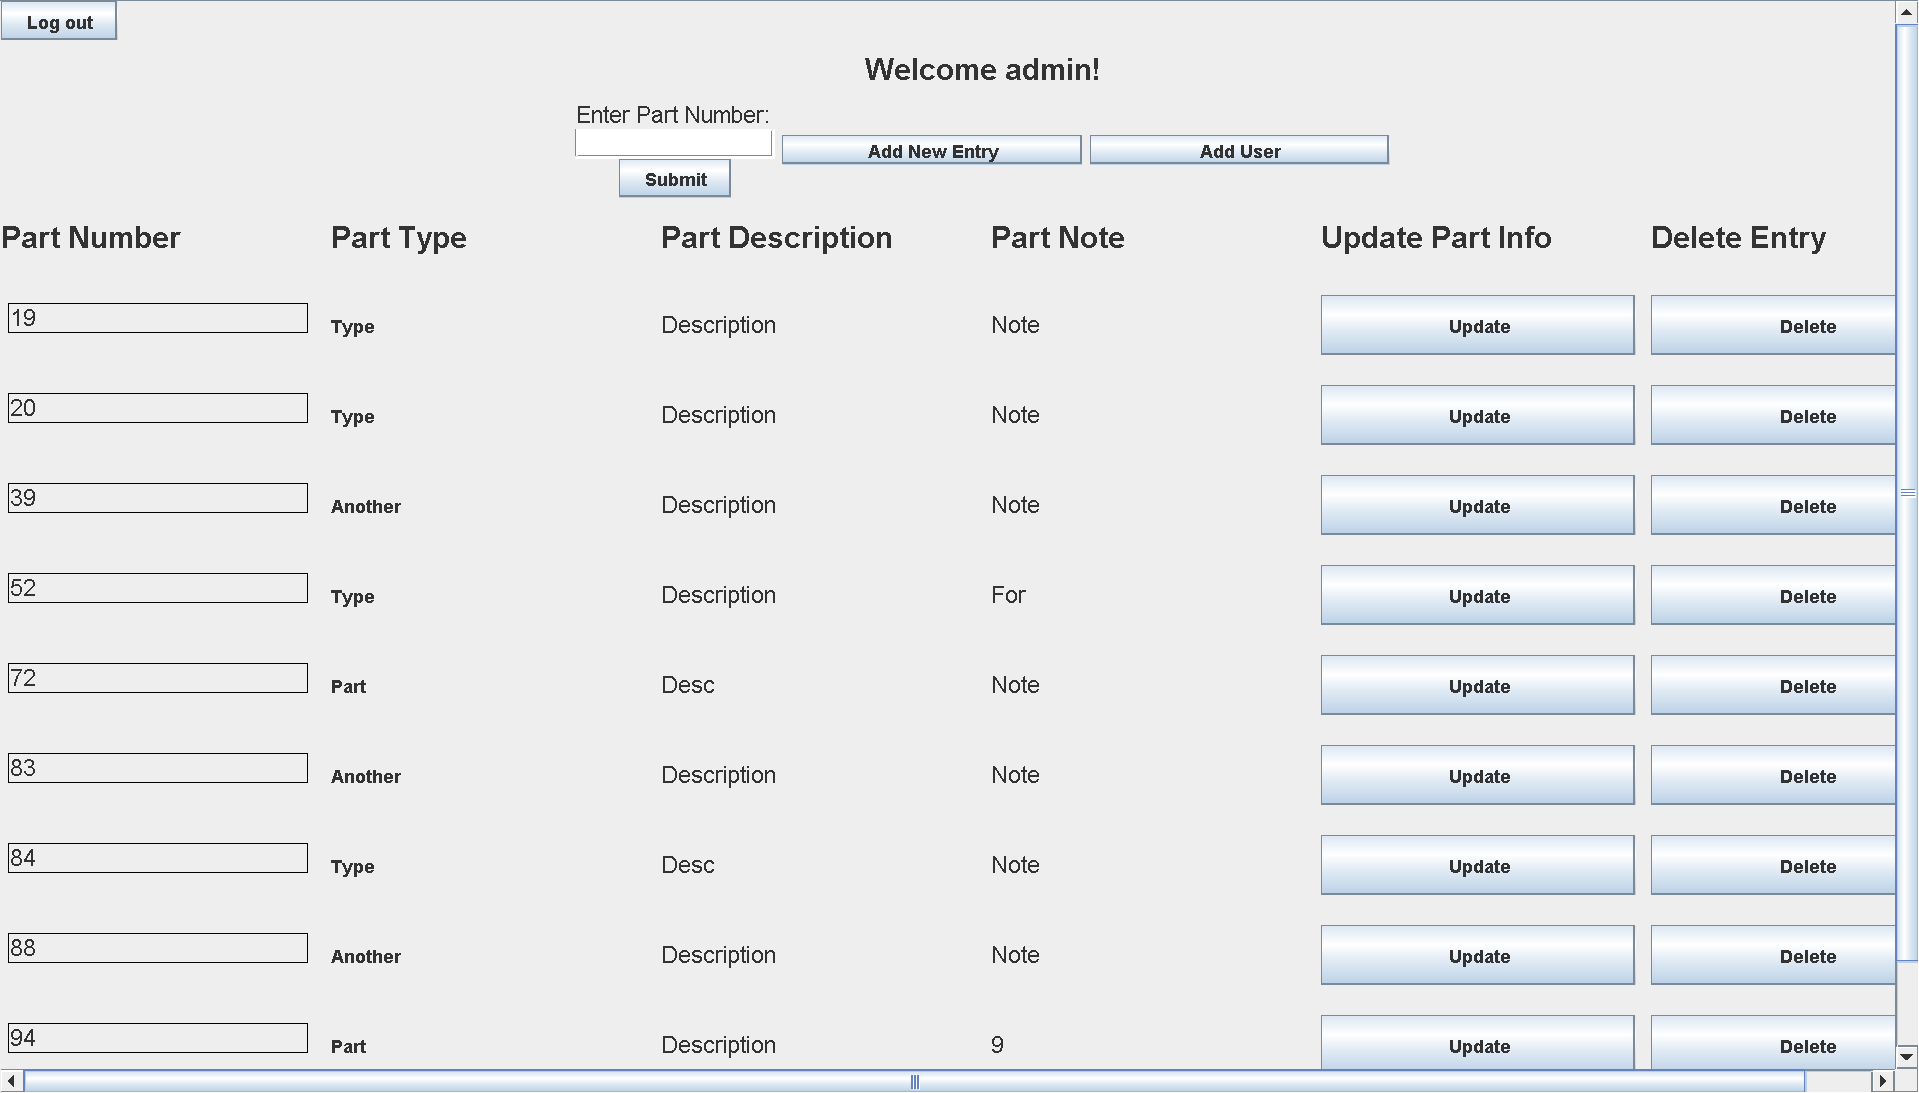 Log out
Welcome admin!
Enter Part Number:
Add New Entry Add User
Submit
Part Number Part Type Part Description Part Note Update Part Info Delete Entry
19 Type Description Note Update Delete
20 Type Description Note Update Delete
39 Another Description Note Update Delete
52 Type Description For Update Delete
72 Part Desc Note Update Delete
83 Another Description Note Update Delete
84 Type Desc Note Update Delete
88 Another Description Note Update Delete
94 Part Description 9 Update Delete